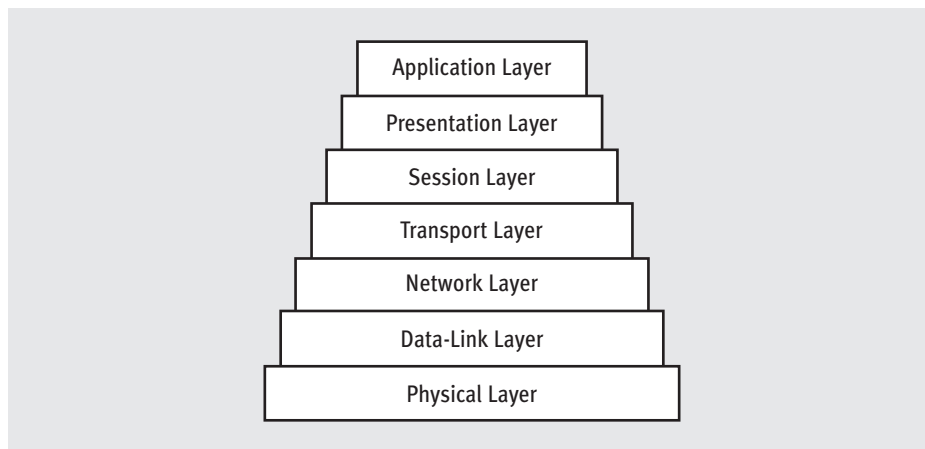 Application Layer
Presentation Layer
Session Layer
Transport Layer
Network Layer
Data-Link Layer
Physical Layer